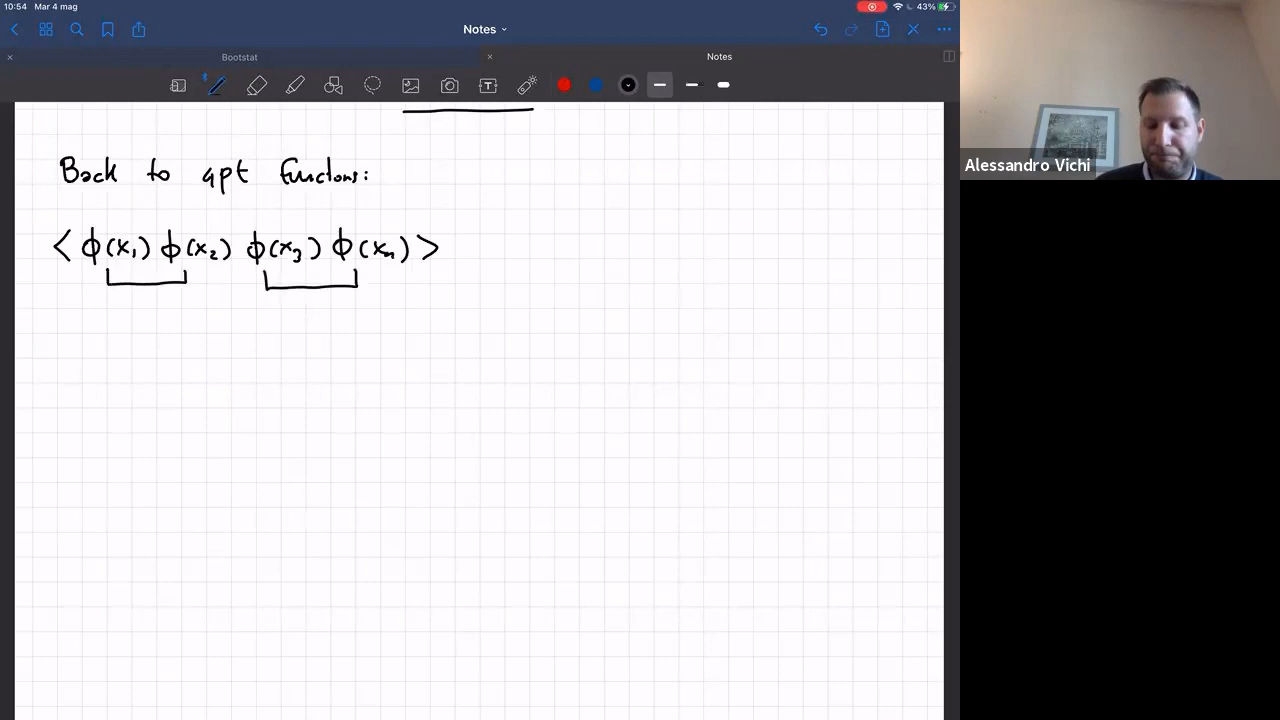 10:54 Mar 4 mag 43%
Notes
Bootstat Notes
Back to 4pt functions:
< ϕ(x₁) ϕ(x₂) ϕ(x₃) ϕ(x₄) >
Alessandro Vichi